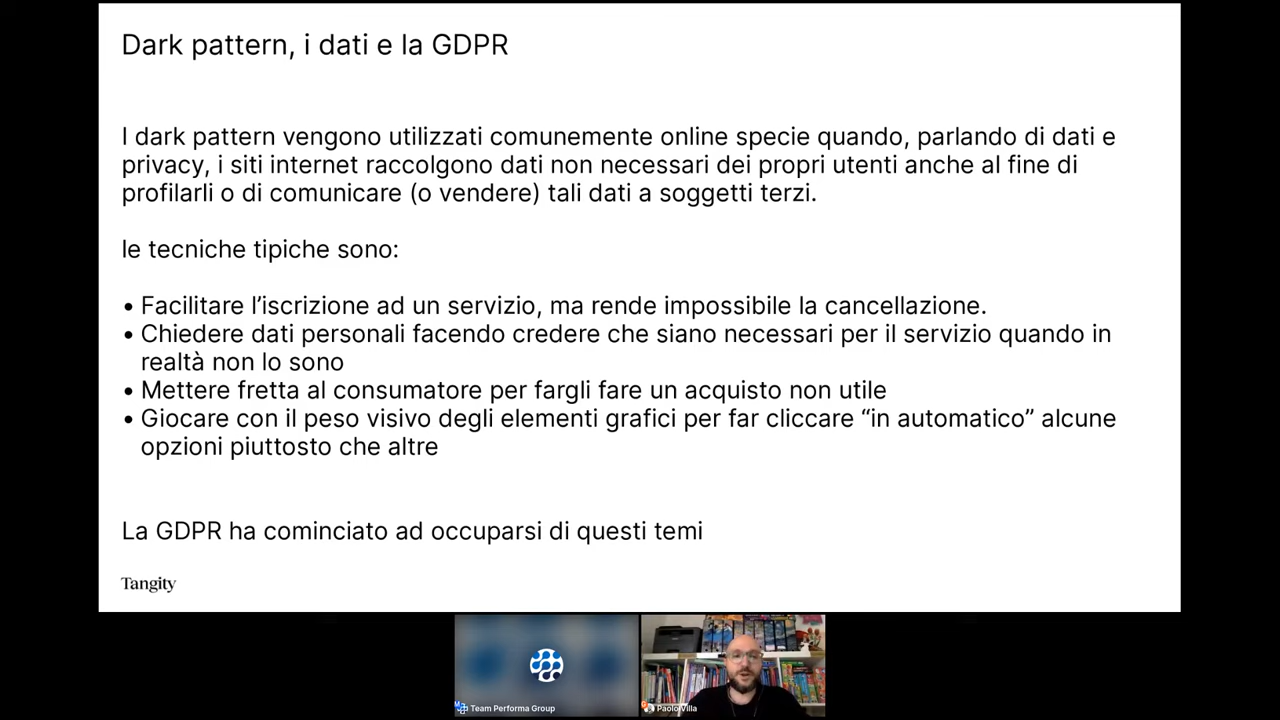 Dark pattern, i dati e la GDPR
I dark pattern vengono utilizzati comunemente online specie quando, parlando di dati e
privacy, i siti internet raccolgono dati non necessari dei propri utenti anche al fine di
profilarli o di comunicare (o vendere) tali dati a soggetti terzi.
le tecniche tipiche sono:
• Facilitare l’iscrizione ad un servizio, ma rende impossibile la cancellazione.
• Chiedere dati personali facendo credere che siano necessari per il servizio quando in
realtà non lo sono
• Mettere fretta al consumatore per fargli fare un acquisto non utile
• Giocare con il peso visivo degli elementi grafici per far cliccare “in automatico” alcune
opzioni piuttosto che altre
La GDPR ha cominciato ad occuparsi di questi temi
Tangity
Team Performa Group
Paolo Villa